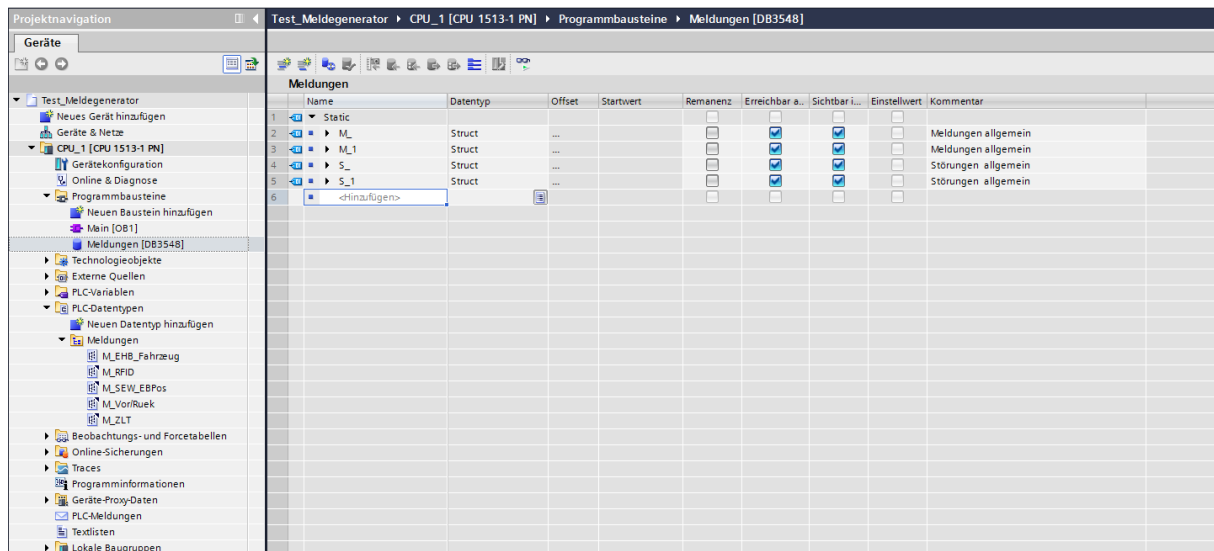 Projektnavigation
Test_Meldegenerator ▸ CPU_1 [CPU 1513-1 PN] ▸ Programmbausteine ▸ Meldungen [DB3548]
Geräte
Meldungen
Name Datentyp Offset Startwert Remanenz Erreichbar a.. Sichtbar i... Einstellwert Kommentar
1 Static
2 M_ Struct ... Meldungen allgemein
3 M_1 Struct ... Meldungen allgemein
4 S_ Struct ... Störungen allgemein
5 S_1 Struct ... Störungen allgemein
6 <Hinzufügen>
Test_Meldegenerator
Neues Gerät hinzufügen
Geräte & Netze
CPU_1 [CPU 1513-1 PN]
Gerätekonfiguration
Online & Diagnose
Programmbausteine
Neuen Baustein hinzufügen
Main [OB1]
Meldungen [DB3548]
Technologieobjekte
Externe Quellen
PLC-Variablen
PLC-Datentypen
Neuen Datentyp hinzufügen
Meldungen
M_EHB_Fahrzeug
M_RFID
M_SEW_EBPos
M_Vor/Ruek
M_ZLT
Beobachtungs- und Forcetabellen
Online-Sicherungen
Traces
Programminformationen
Geräte-Proxy-Daten
PLC-Meldungen
Textlisten
Lokale Baugruppen